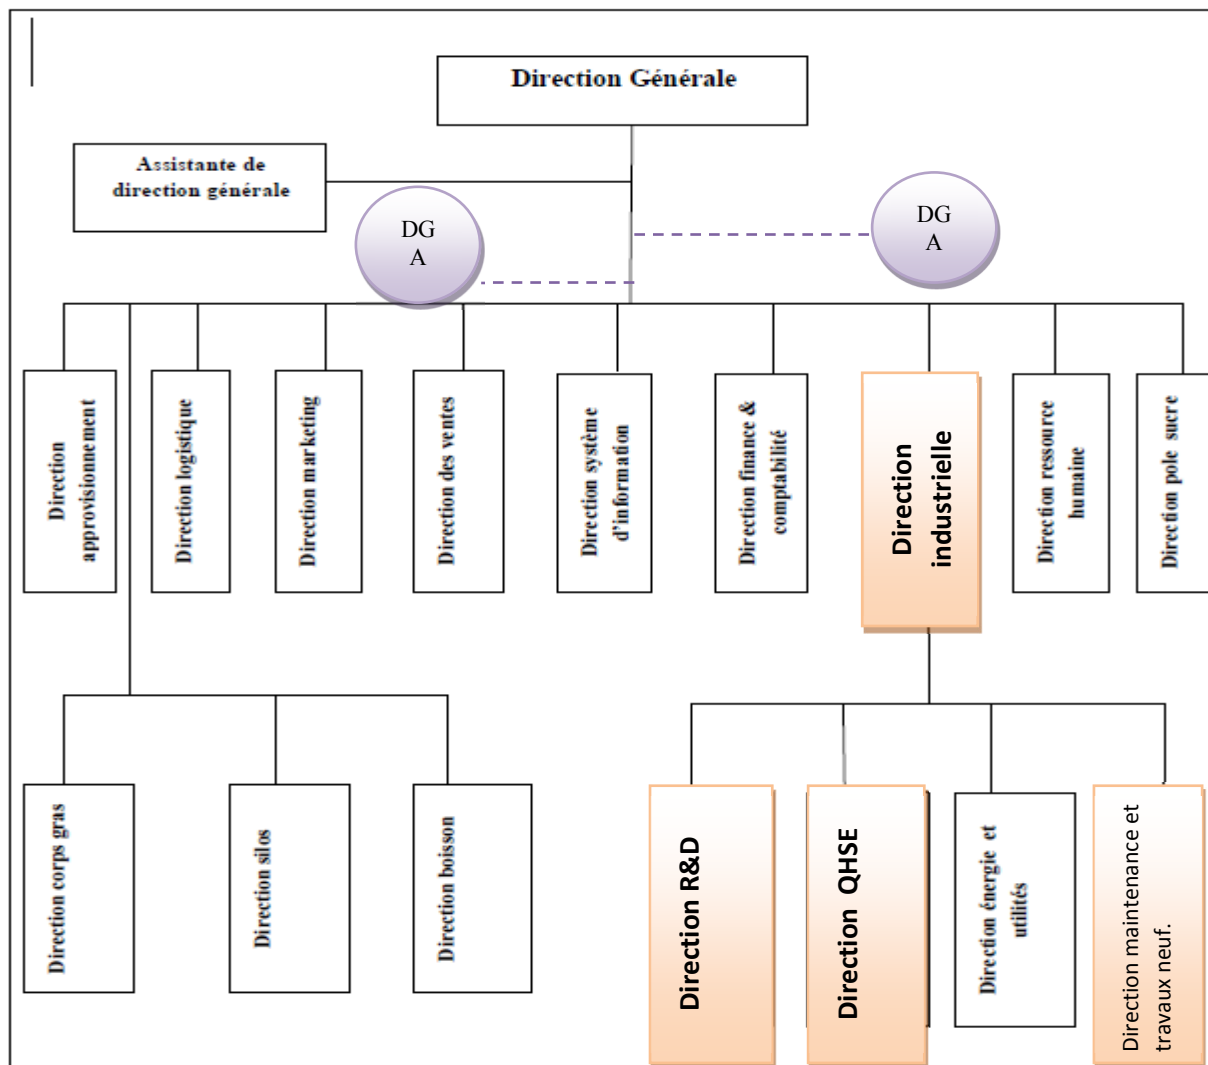 Direction Générale
Assistante de
direction générale
DG
A
DG
A
Direction
approvisionnement
Direction logistique
Direction marketing
Direction des ventes
Direction système
d'information
Direction finance &
comptabilité
Direction
industrielle
Direction ressource
humaine
Direction pole sucre
Direction corps gras
Direction silos
Direction boisson
Direction R&D
Direction QHSE
Direction énergie et
utilités
Direction maintenance et
travaux neuf.